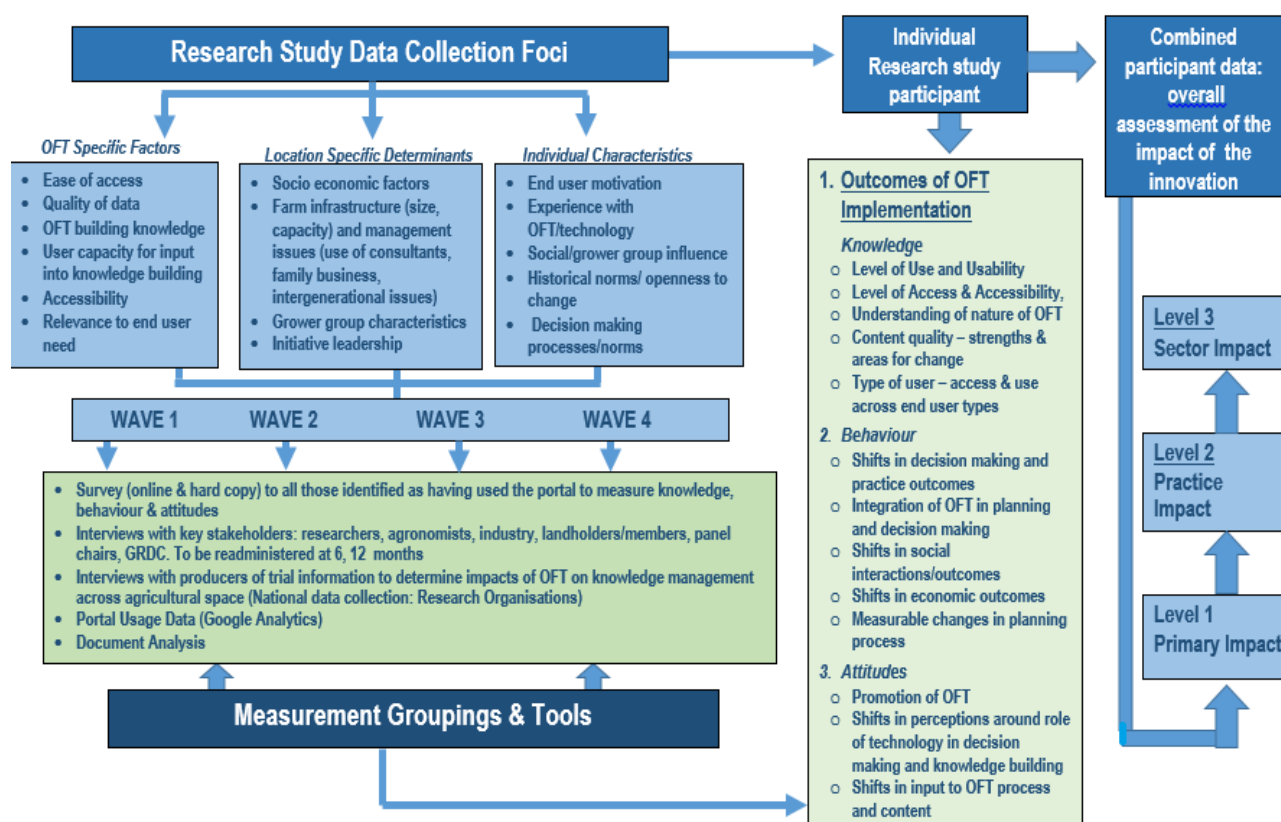 Research Study Data Collection Foci
OFT Specific Factors
• Ease of access
• Quality of data
• OFT building knowledge
• User capacity for input
into knowledge building
• Accessibility
• Relevance to end user
need
Location Specific Determinants
• Socio economic factors
• Farm infrastructure (size,
capacity) and management
issues (use of consultants,
family business,
intergenerational issues)
• Grower group characteristics
• Initiative leadership
Individual Characteristics
• End user motivation
• Experience with
OFT/technology
• Social/grower group influence
• Historical norms/ openness to
change
• Decision making
processes/norms
WAVE 1 WAVE 2 WAVE 3 WAVE 4
• Survey (online & hard copy) to all those identified as having used the portal to measure knowledge,
behaviour & attitudes
• Interviews with key stakeholders: researchers, agronomists, industry, landholders/members, panel
chairs, GRDC. To be readministered at 6, 12 months
• Interviews with producers of trial information to determine impacts of OFT on knowledge management
across agricultural space (National data collection: Research Organisations)
• Portal Usage Data (Google Analytics)
• Document Analysis
Measurement Groupings & Tools
Individual
Research study
participant
1. Outcomes of OFT
Implementation
Knowledge
o Level of Use and Usability
o Level of Access & Accessibility,
o Understanding of nature of OFT
o Content quality – strengths &
areas for change
o Type of user – access & use
across end user types
2. Behaviour
o Shifts in decision making and
practice outcomes
o Integration of OFT in planning
and decision making
o Shifts in social
interactions/outcomes
o Shifts in economic outcomes
o Measurable changes in planning
process
3. Attitudes
o Promotion of OFT
o Shifts in perceptions around role
of technology in decision
making and knowledge building
o Shifts in input to OFT process
and content
Combined
participant data:
overall
assessment of the
impact of the
innovation
Level 3
Sector Impact
Level 2
Practice
Impact
Level 1
Primary Impact